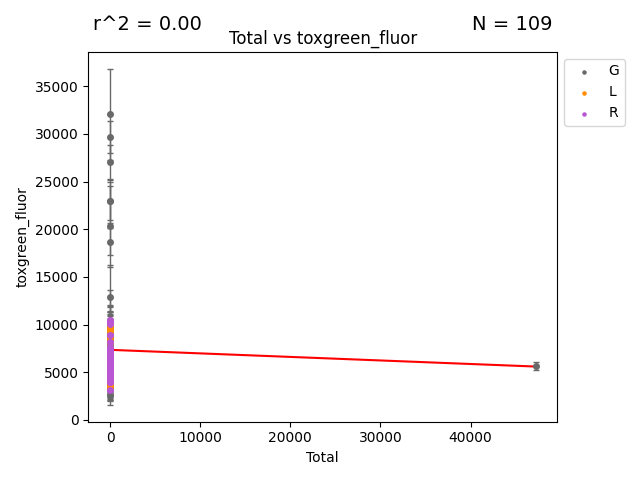 r^2 = 0.00
N = 109
Total vs toxgreen_fluor
G
L
R
35000
30000
25000
20000
15000
10000
5000
0
toxgreen_fluor
0
10000
20000
30000
40000
Total